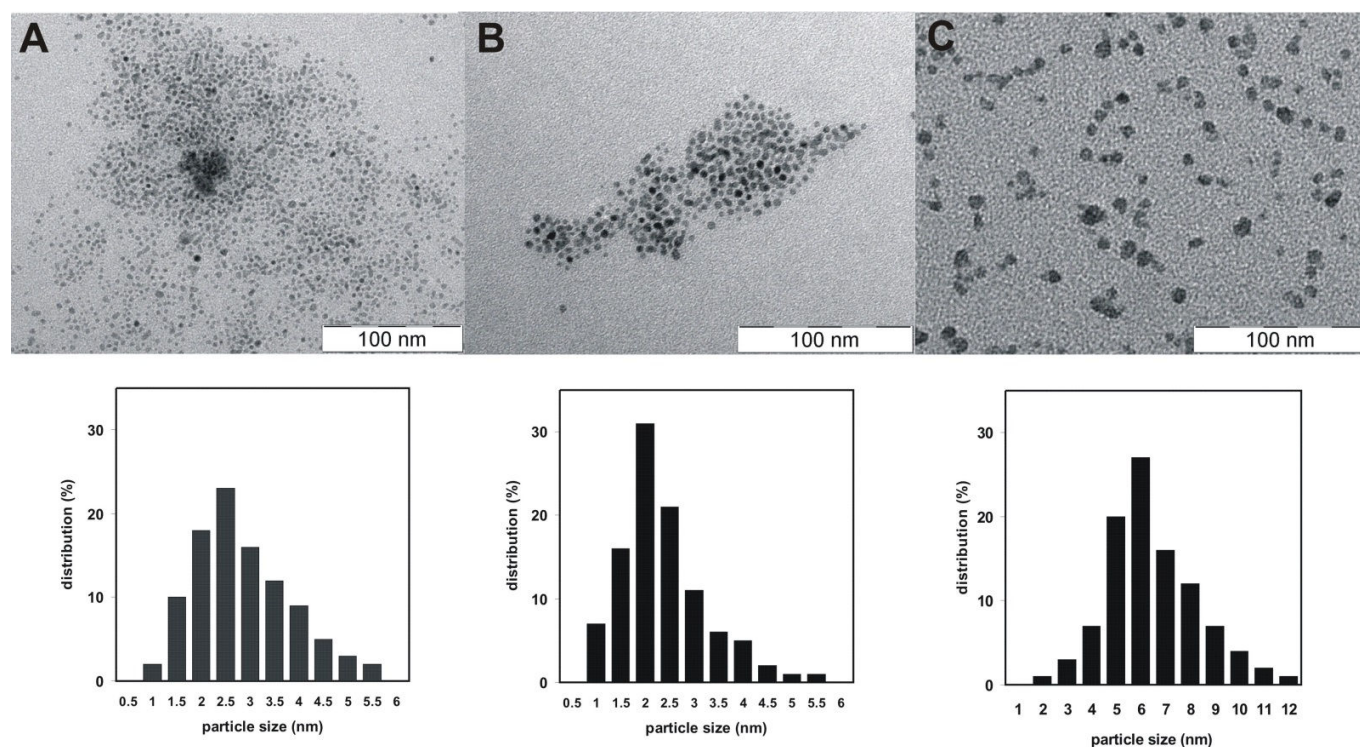 A
B
C
100 nm
100 nm
100 nm
30
20
10
0
distribution (%)
0.5 1 1.5 2 2.5 3 3.5 4 4.5 5 5.5 6
particle size (nm)
30
20
10
0
distribution (%)
0.5 1 1.5 2 2.5 3 3.5 4 4.5 5 5.5 6
particle size (nm)
30
20
10
0
distribution (%)
1 2 3 4 5 6 7 8 9 10 11 12
particle size (nm)